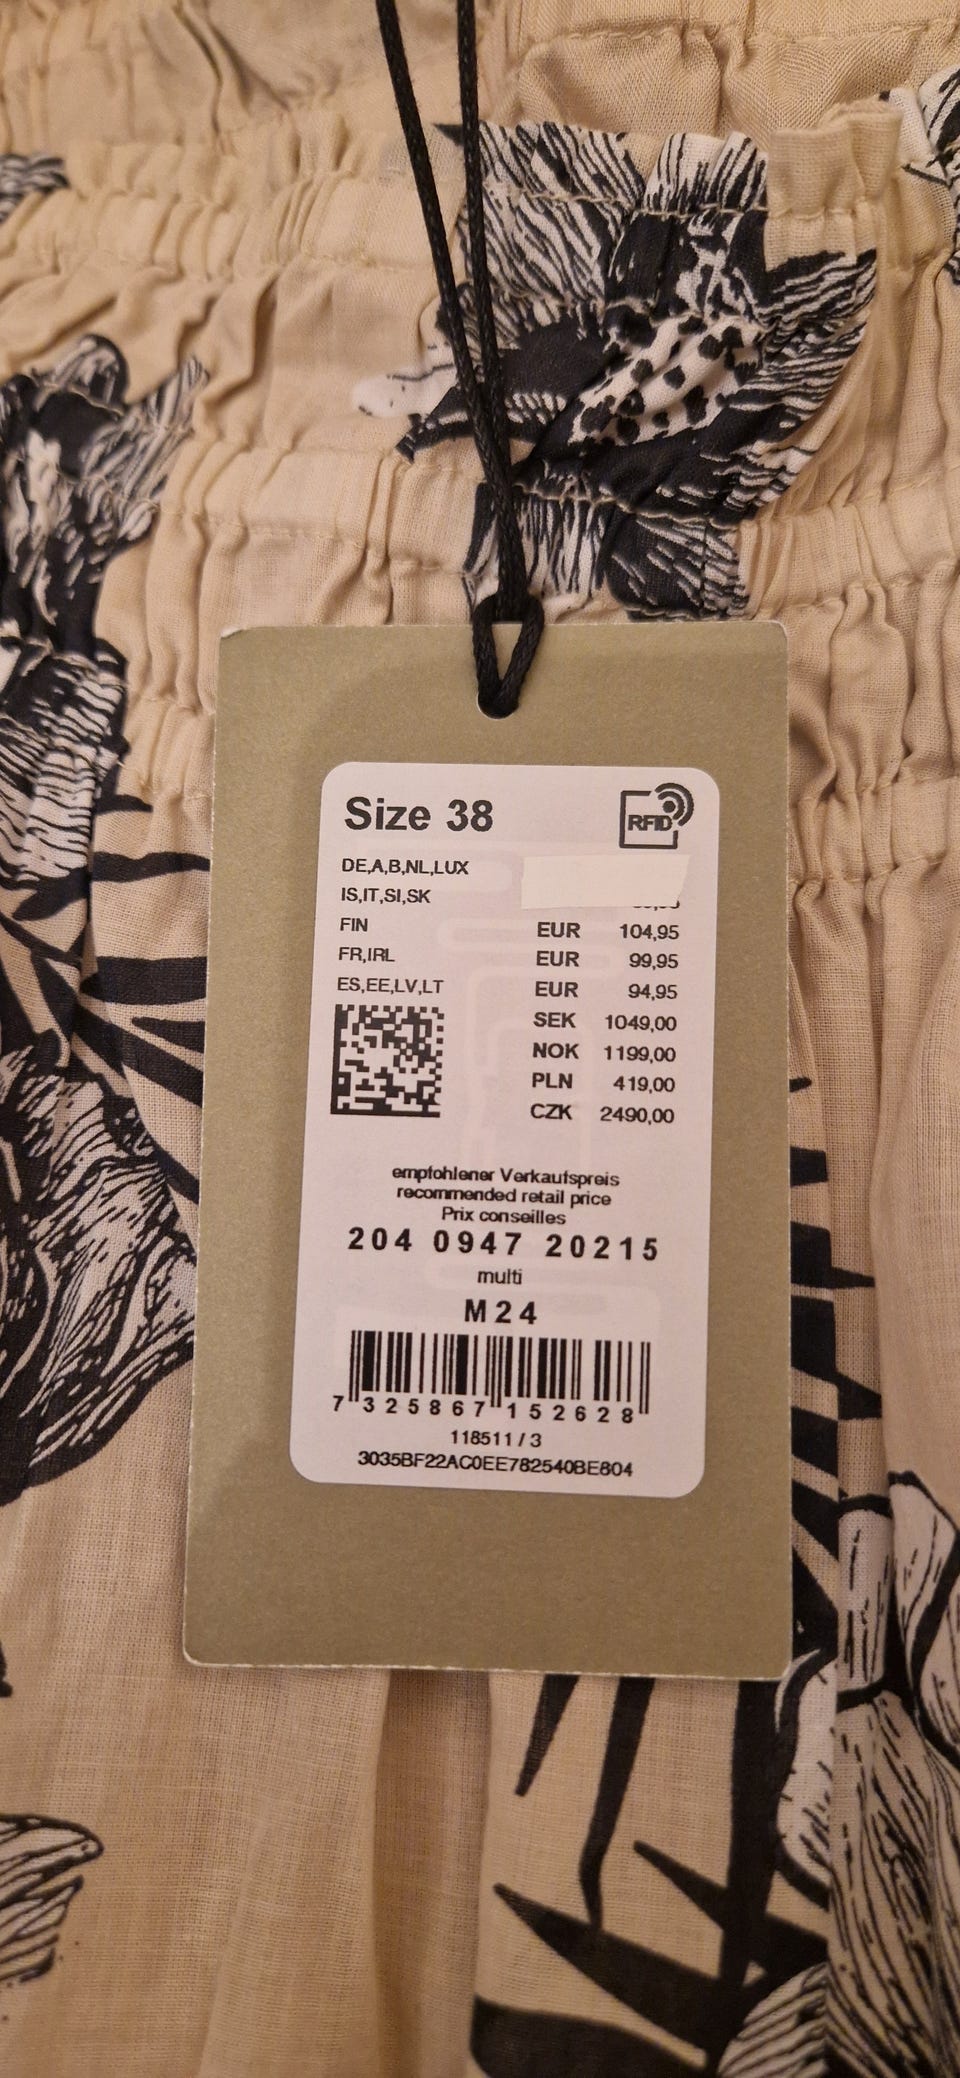 Size 38
RFID
DE,A,B,NL,LUX
IS,IT,SI,SK
FIN EUR 104,95
FR,IRL EUR 99,95
ES,EE,LV,LT EUR 94,95
SEK 1049,00
NOK 1199,00
PLN 419,00
CZK 2490,00
empfohlener Verkaufspreis
recommended retail price
Prix conseilles
204 0947 20215
multi
M24
7 325867 152628
118511 / 3
3035BF22AC0EE782540BE804